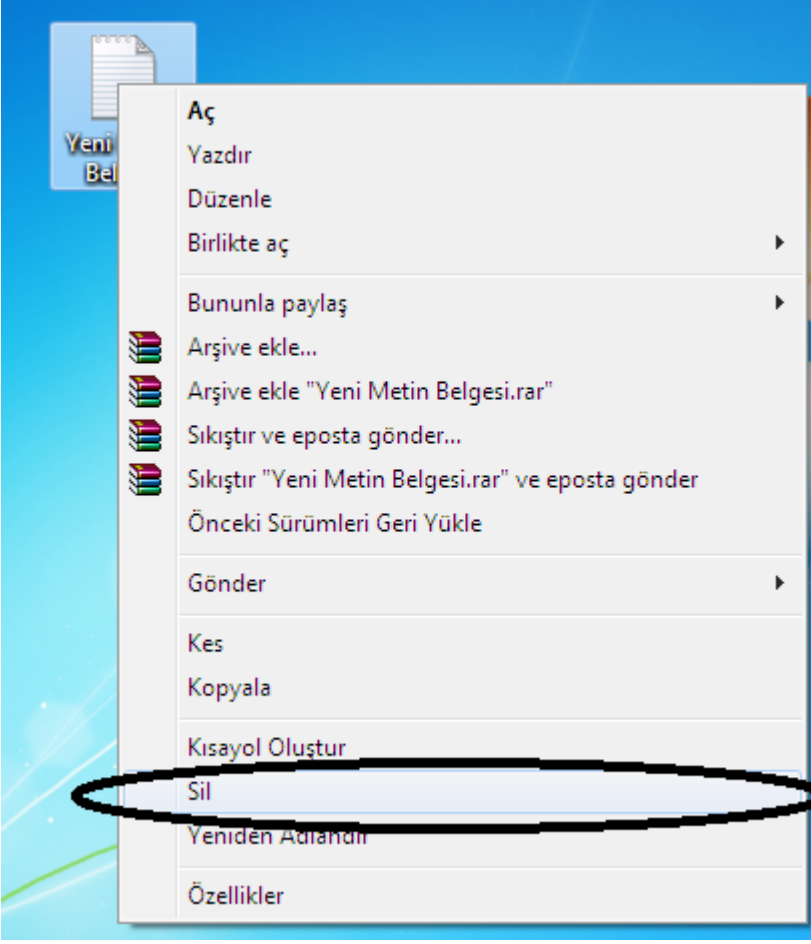 Yeni
Bel
Aç
Yazdır
Düzenle
Birlikte aç
Bununla paylaş
Arşive ekle...
Arşive ekle "Yeni Metin Belgesi.rar"
Sıkıştır ve eposta gönder...
Sıkıştır "Yeni Metin Belgesi.rar" ve eposta gönder
Önceki Sürümleri Geri Yükle
Gönder
Kes
Kopyala
Kısayol Oluştur
Sil
Yeniden Adlandır
Özellikler